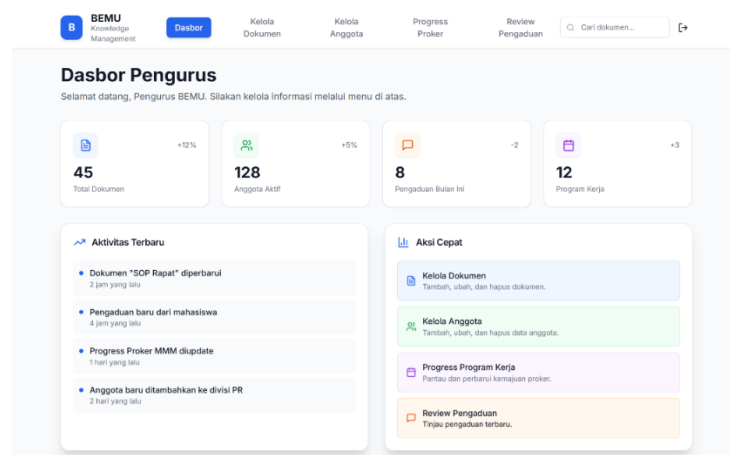 B
BEMU
Knowledge
Management
Dasbor
Kelola
Dokumen
Kelola
Anggota
Progress
Proker
Review
Pengaduan
Cari dokumen...
Dasbor Pengurus
Selamat datang, Pengurus BEMU. Silakan kelola informasi melalui menu di atas.
+12%
45
Total Dokumen
+5%
128
Anggota Aktif
-2
8
Pengaduan Bulan Ini
+3
12
Program Kerja
Aktivitas Terbaru
Dokumen "SOP Rapat" diperbarui
2 jam yang lalu
Pengaduan baru dari mahasiswa
4 jam yang lalu
Progress Proker MMM diupdate
1 hari yang lalu
Anggota baru ditambahkan ke divisi PR
2 hari yang lalu
Aksi Cepat
Kelola Dokumen
Tambah, ubah, dan hapus dokumen.
Kelola Anggota
Tambah, ubah, dan hapus data anggota.
Progress Program Kerja
Pantau dan perbarui kemajuan proker.
Review Pengaduan
Tinjau pengaduan terbaru.